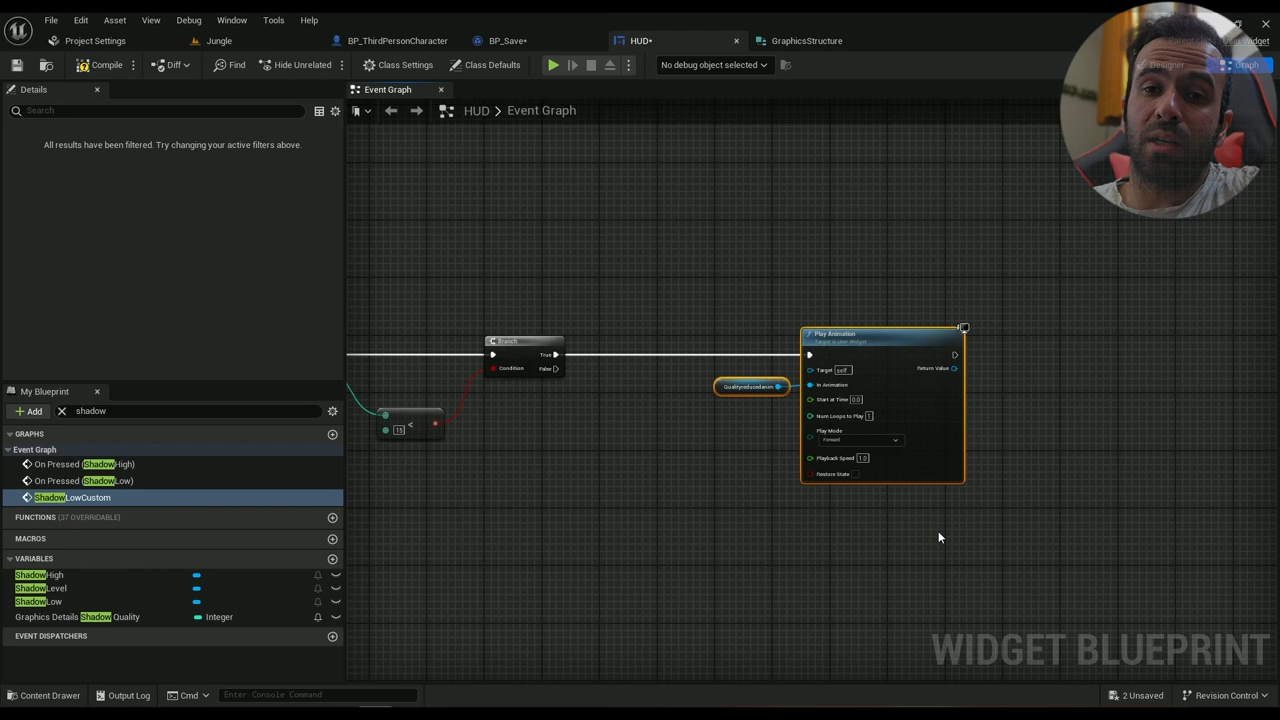 File Edit Asset View Debug Window Tools Help
Project Settings Jungle BP_ThirdPersonCharacter BP_Save• HUD• GraphicsStructure User Widget
Compile Diff Find Hide Unrelated Class Settings Class Defaults No debug object selected Designer Graph
Details Event Graph
Search HUD > Event Graph
All results have been filtered. Try changing your active filters above.
Branch
True
Condition False
15 <
Qualityreducedanim
Play Animation
Target is User Widget
Target self Return Value
In Animation
Start at Time 0.0
Num Loops to Play 1
Play Mode
Forward
Playback Speed 1.0
Restore State
My Blueprint
Add shadow
GRAPHS
Event Graph
On Pressed (ShadowHigh)
On Pressed (ShadowLow)
ShadowLowCustom
FUNCTIONS (37 OVERRIDABLE)
MACROS
VARIABLES
ShadowHigh
ShadowLevel
ShadowLow
Graphics Details Shadow Quality Integer
EVENT DISPATCHERS
WIDGET BLUEPRINT
Content Drawer Output Log Cmd Enter Console Command 2 Unsaved Revision Control